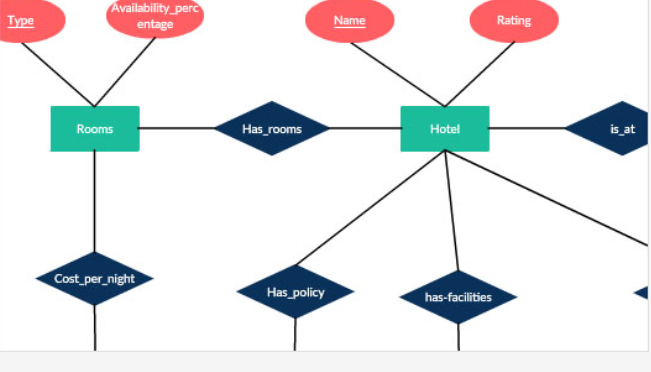 Type
Availability_perc
entage
Name
Rating
Rooms
Has_rooms
Hotel
is_at
Cost_per_night
Has_policy
has-facilities